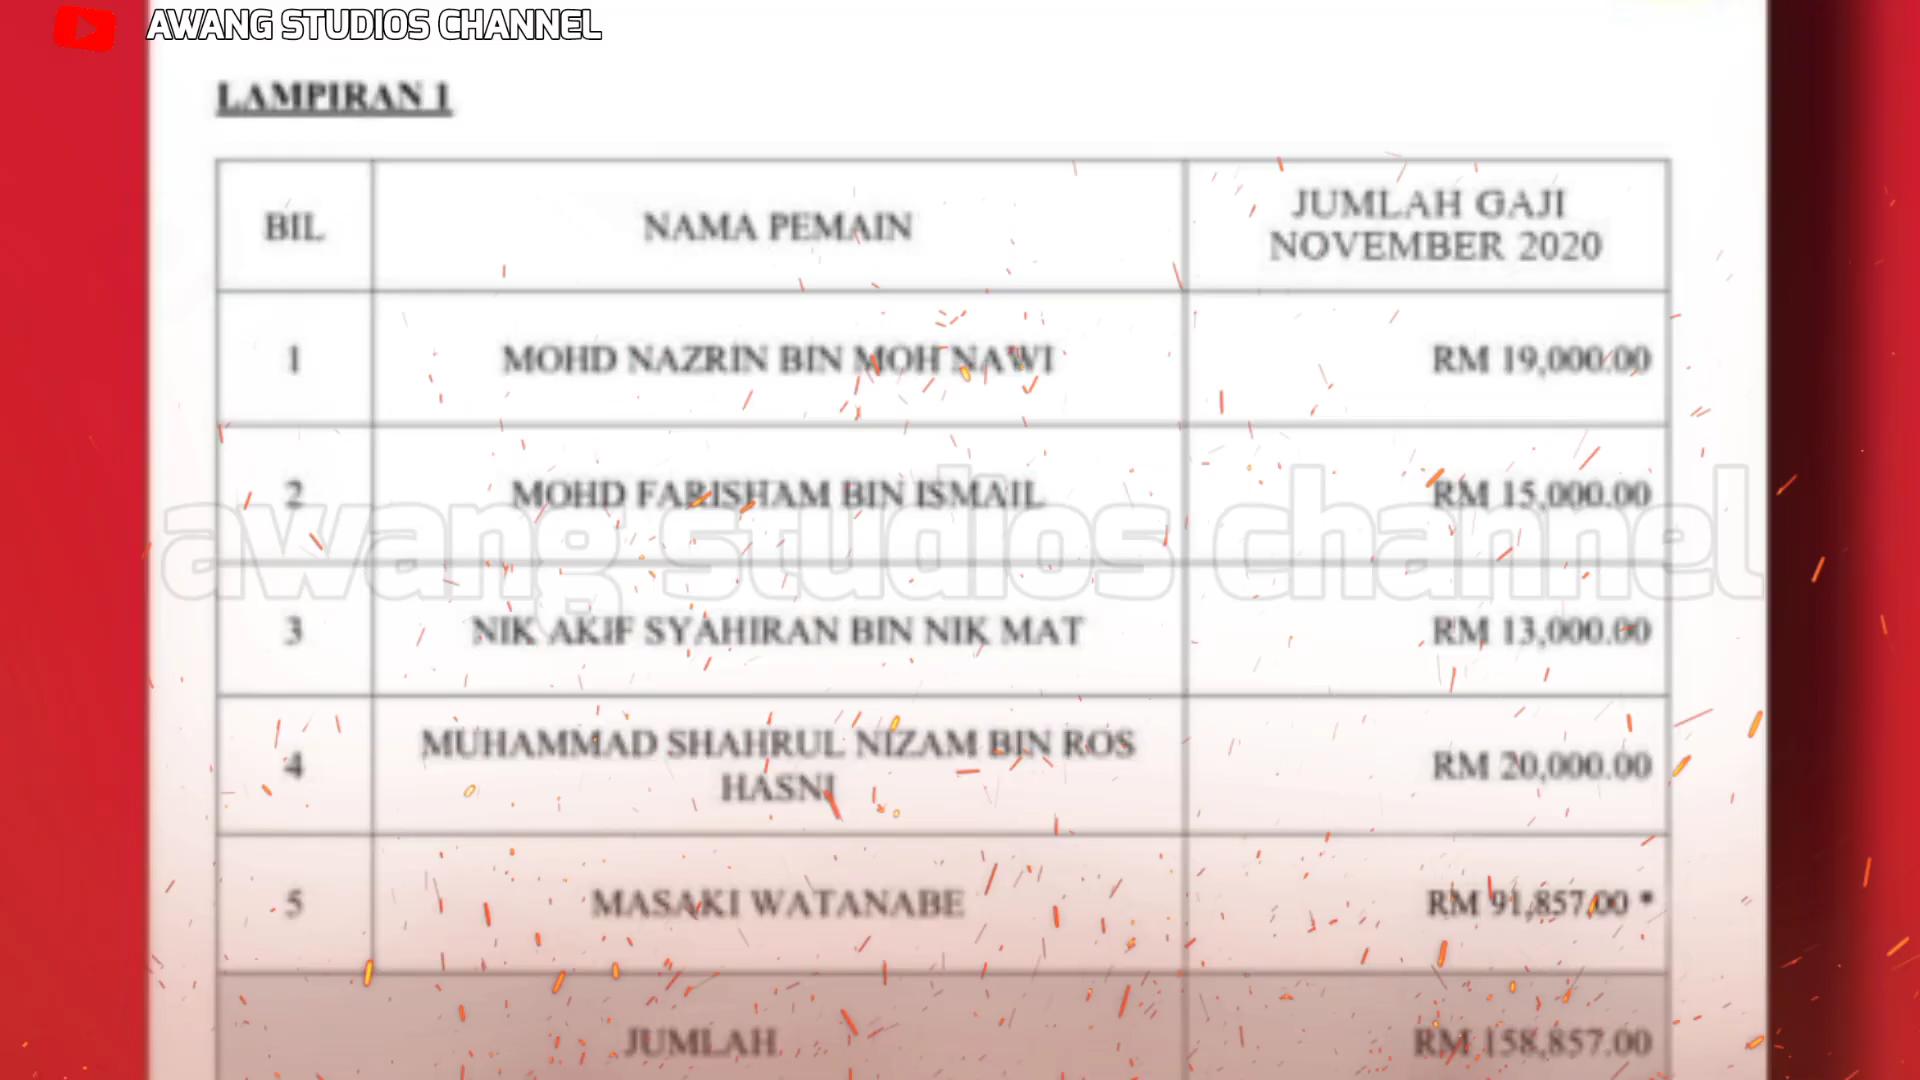 AWANG STUDIOS CHANNEL
LAMPIRAN 1
BIL NAMA PEMAIN JUMLAH GAJI
NOVEMBER 2020
1 MOHD NAZRIN BIN MOH NAWI RM 19,000.00
2 MOHD FARISHAM BIN ISMAIL RM 15,000.00
awang studios channel
3 NIK AKIF SYAHIRAN BIN NIK MAT RM 13,000.00
4 MUHAMMAD SHAHRUL NIZAM BIN ROS
HASNI RM 20,000.00
5 MASAKI WATANABE RM 91,857.00 *
JUMLAH RM 158,857.00